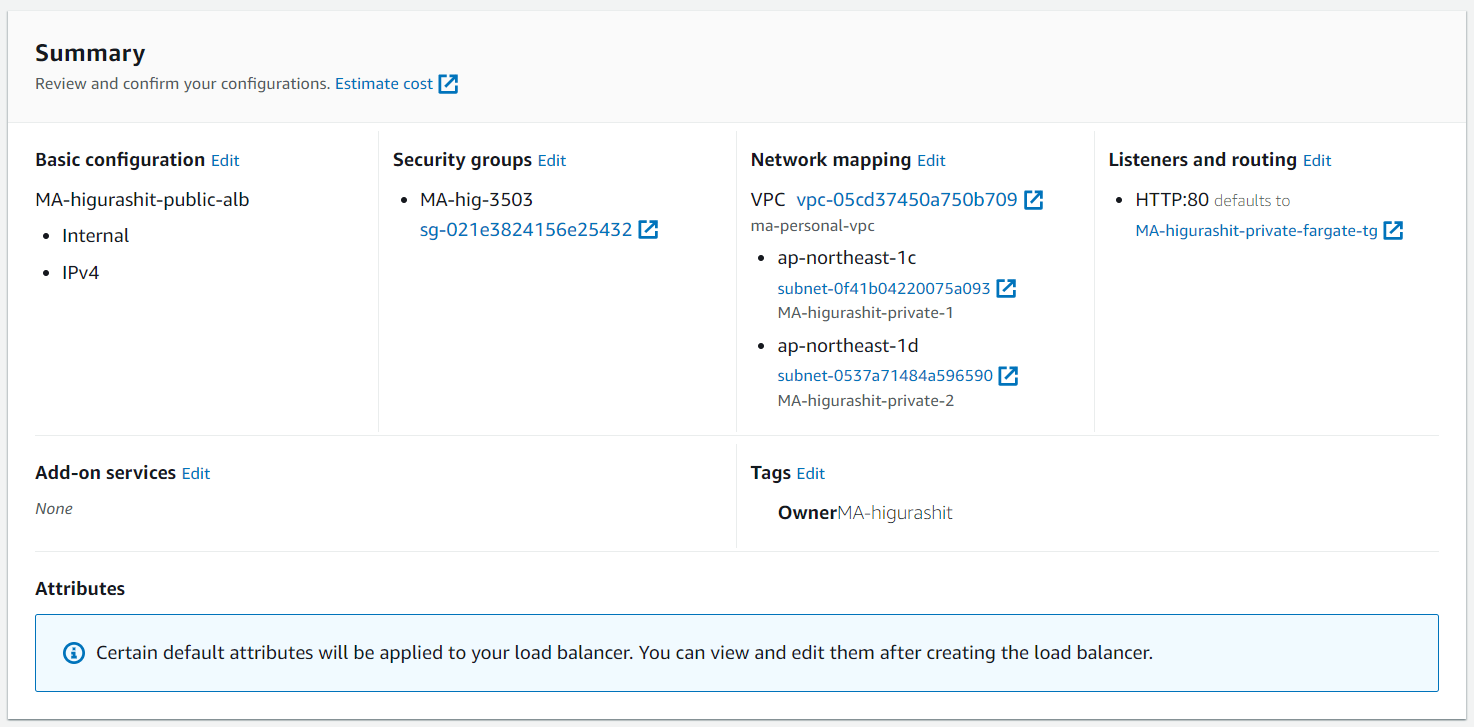 Summary
Review and confirm your configurations. Estimate cost
Basic configuration Edit
MA-higurashit-public-alb
Internal
IPv4
Security groups Edit
MA-hig-3503
sg-021e3824156e25432
Network mapping Edit
VPC vpc-05cd37450a750b709
ma-personal-vpc
ap-northeast-1c
subnet-0f41b04220075a093
MA-higurashit-private-1
ap-northeast-1d
subnet-0537a71484a596590
MA-higurashit-private-2
Listeners and routing Edit
HTTP:80 defaults to
MA-higurashit-private-fargate-tg
Add-on services Edit
None
Tags Edit
OwnerMA-higurashit
Attributes
Certain default attributes will be applied to your load balancer. You can view and edit them after creating the load balancer.